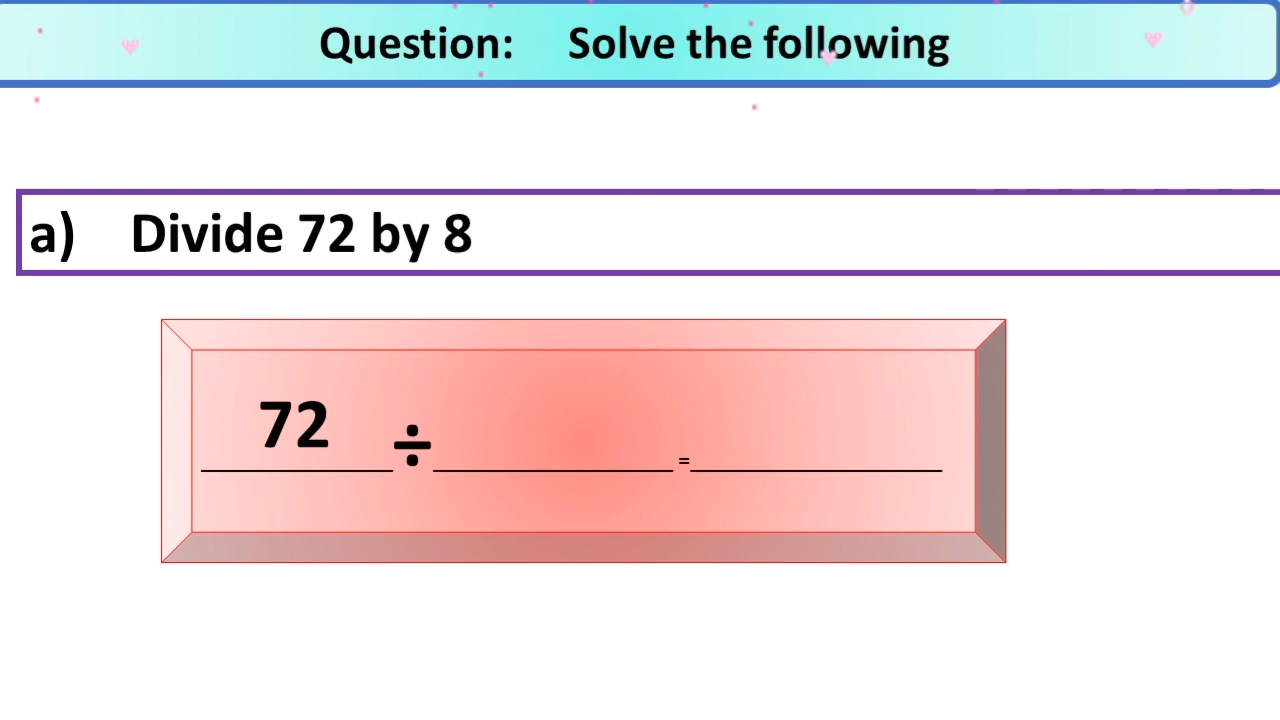 Question: Solve the following
a) Divide 72 by 8
72 ÷ =